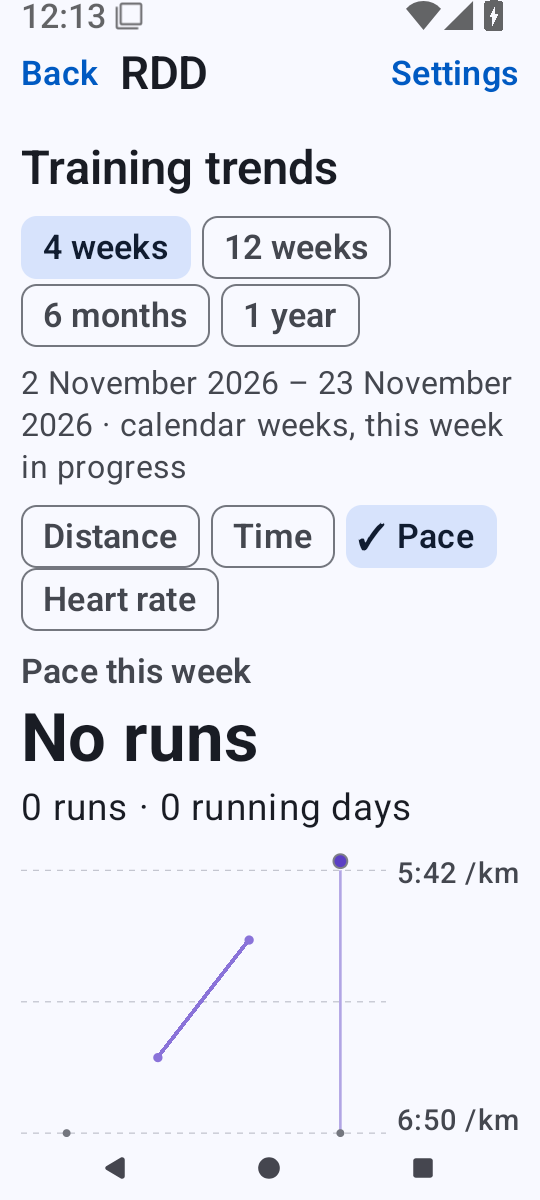 12:13
Back RDD Settings
Training trends
4 weeks 12 weeks
6 months 1 year
2 November 2026 – 23 November
2026 · calendar weeks, this week
in progress
Distance Time ✓ Pace
Heart rate
Pace this week
No runs
0 runs · 0 running days
5:42 /km
6:50 /km